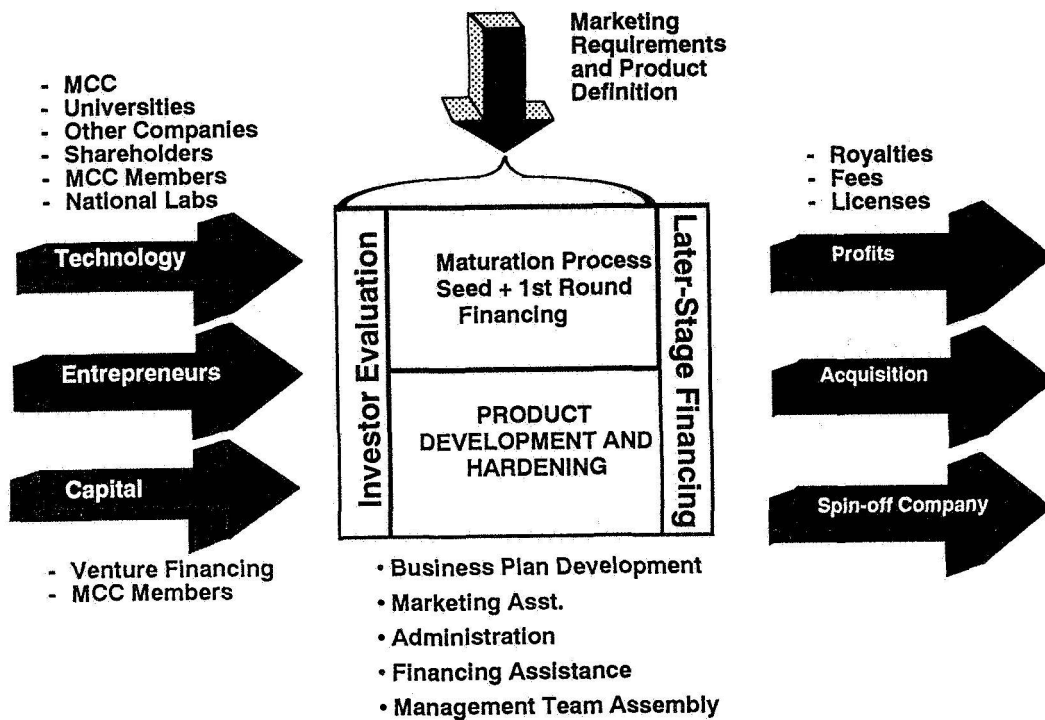 Marketing
Requirements
and Product
Definition
- MCC
- Universities
- Other Companies
- Shareholders
- MCC Members
- National Labs
Technology
Entrepreneurs
Capital
- Venture Financing
- MCC Members
Investor Evaluation
Maturation Process
Seed + 1st Round
Financing
PRODUCT
DEVELOPMENT AND
HARDENING
Later-Stage Financing
• Business Plan Development
• Marketing Asst.
• Administration
• Financing Assistance
• Management Team Assembly
- Royalties
- Fees
- Licenses
Profits
Acquisition
Spin-off Company